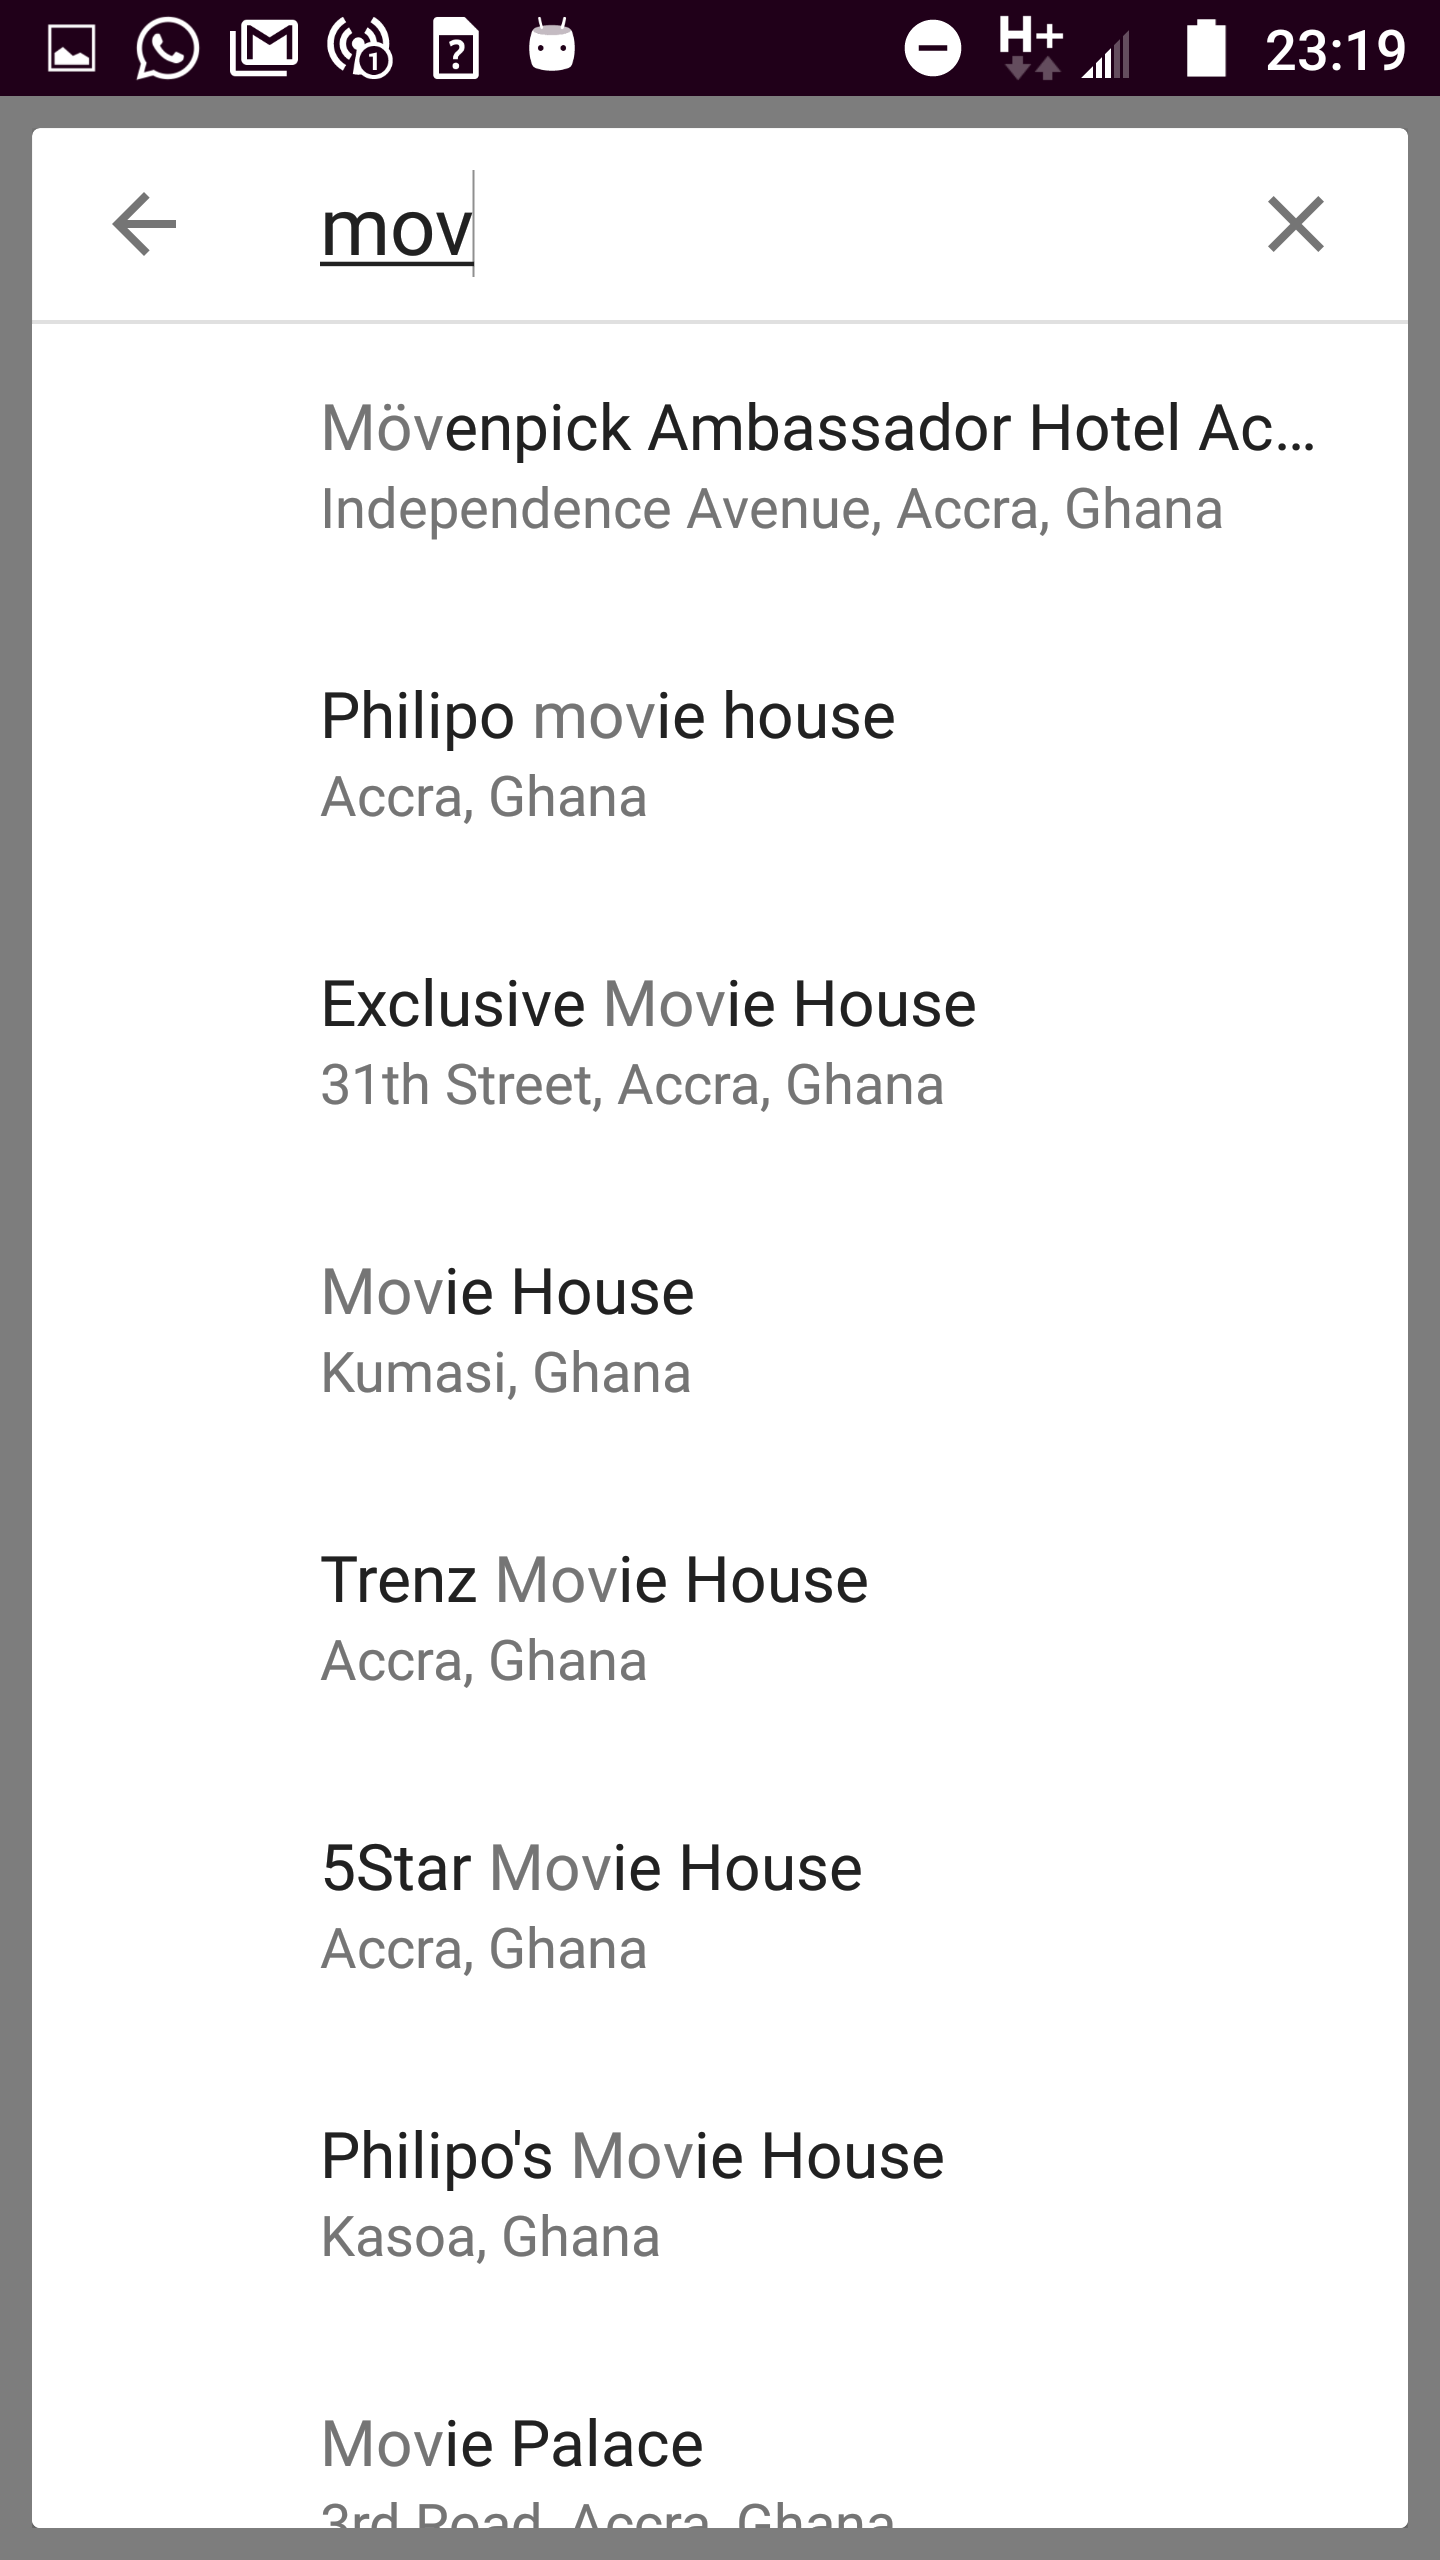 H+ 23:19
mov
Mövenpick Ambassador Hotel Ac...
Independence Avenue, Accra, Ghana
Philipo movie house
Accra, Ghana
Exclusive Movie House
31th Street, Accra, Ghana
Movie House
Kumasi, Ghana
Trenz Movie House
Accra, Ghana
5Star Movie House
Accra, Ghana
Philipo's Movie House
Kasoa, Ghana
Movie Palace
3rd Road, Accra, Ghana